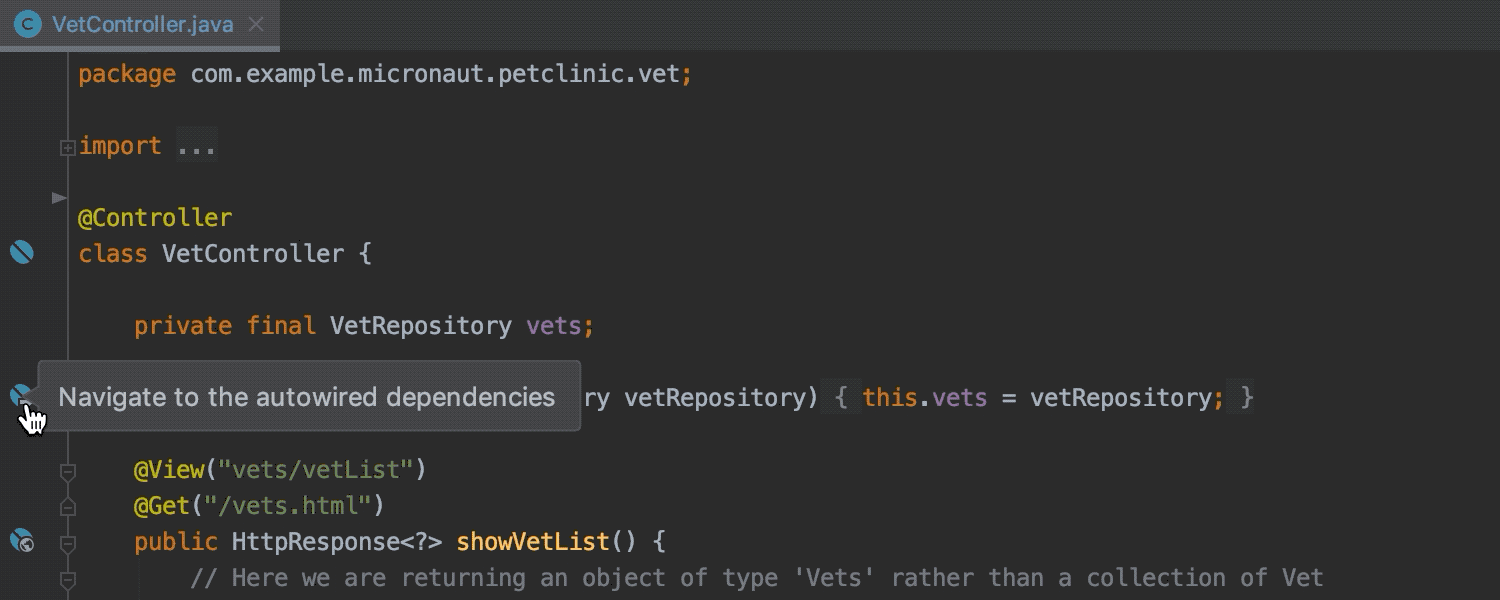 VetController.java
package com.example.micronaut.petclinic.vet;
import ...
@Controller
class VetController {
private final VetRepository vets;
Navigate to the autowired dependencies
ry vetRepository) { this.vets = vetRepository; }
@View("vets/vetList")
@Get("/vets.html")
public HttpResponse<?> showVetList() {
// Here we are returning an object of type 'Vets' rather than a collection of Vet